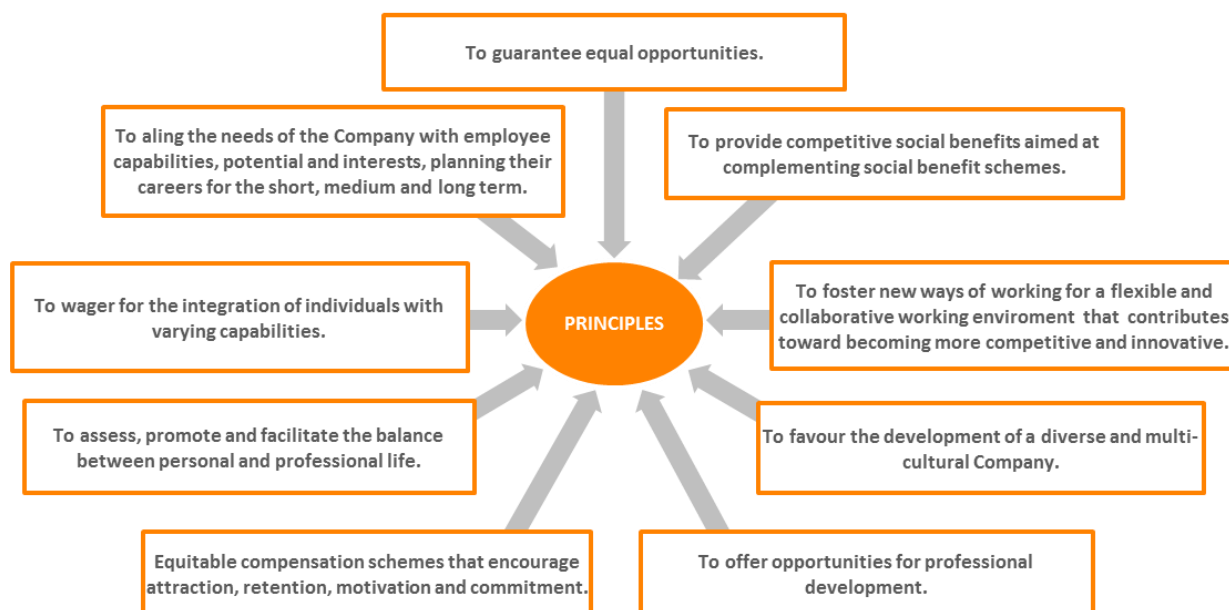 To guarantee equal opportunities.
To aling the needs of the Company with employee
capabilities, potential and interests, planning their
careers for the short, medium and long term.
To provide competitive social benefits aimed at
complementing social benefit schemes.
To wager for the integration of individuals with
varying capabilities.
PRINCIPLES
To foster new ways of working for a flexible and
collaborative working enviroment that contributes
toward becoming more competitive and innovative.
To assess, promote and facilitate the balance
between personal and professional life.
To favour the development of a diverse and multi-
cultural Company.
Equitable compensation schemes that encourage
attraction, retention, motivation and commitment.
To offer opportunities for professional
development.